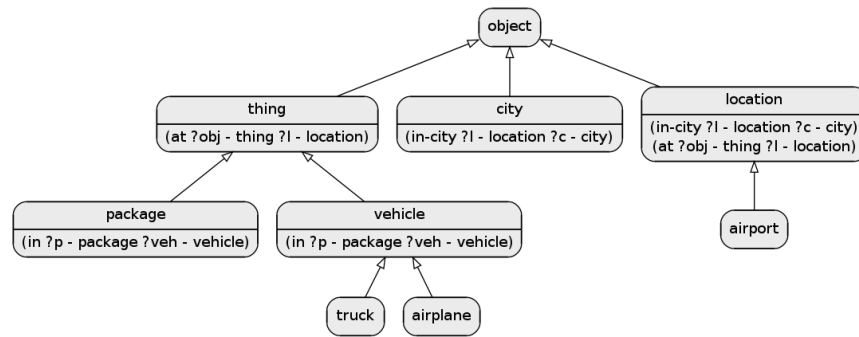 object
thing
(at ?obj - thing ?l - location)
city
(in-city ?l - location ?c - city)
location
(in-city ?l - location ?c - city)
(at ?obj - thing ?l - location)
package
(in ?p - package ?veh - vehicle)
vehicle
(in ?p - package ?veh - vehicle)
airport
truck
airplane